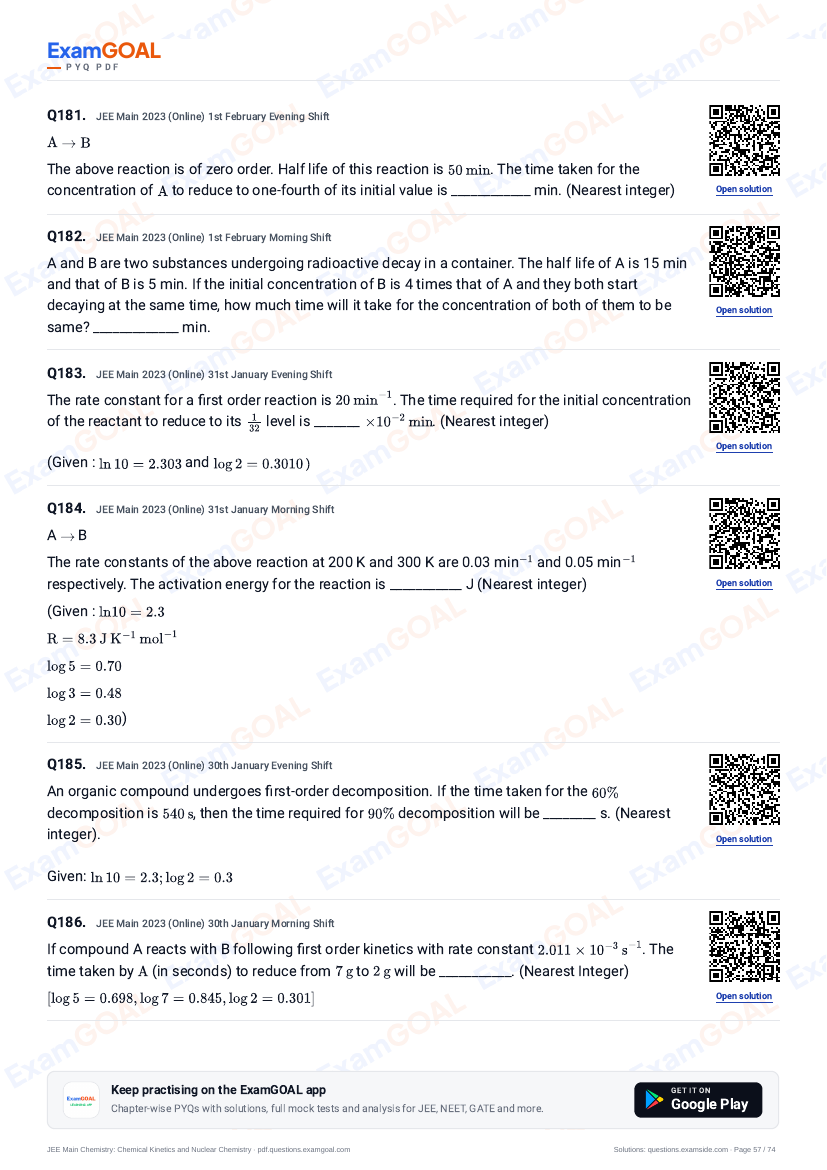 ExamGOAL
PYQ PDF
Q181. JEE Main 2023 (Online) 1st February Evening Shift
A → B
The above reaction is of zero order. Half life of this reaction is 50 min. The time taken for the
concentration of A to reduce to one-fourth of its initial value is ____________ min. (Nearest integer)
Open solution
Q182. JEE Main 2023 (Online) 1st February Morning Shift
A and B are two substances undergoing radioactive decay in a container. The half life of A is 15 min
and that of B is 5 min. If the initial concentration of B is 4 times that of A and they both start
decaying at the same time, how much time will it take for the concentration of both of them to be
same? _____________ min.
Open solution
Q183. JEE Main 2023 (Online) 31st January Evening Shift
The rate constant for a first order reaction is 20 min⁻¹. The time required for the initial concentration
of the reactant to reduce to its 1/32 level is _______ ×10⁻² min. (Nearest integer)
(Given : ln 10 = 2.303 and log 2 = 0.3010)
Open solution
Q184. JEE Main 2023 (Online) 31st January Morning Shift
A → B
The rate constants of the above reaction at 200 K and 300 K are 0.03 min⁻¹ and 0.05 min⁻¹
respectively. The activation energy for the reaction is ___________ J (Nearest integer)
(Given : ln10 = 2.3
R = 8.3 J K⁻¹ mol⁻¹
log 5 = 0.70
log 3 = 0.48
log 2 = 0.30)
Open solution
Q185. JEE Main 2023 (Online) 30th January Evening Shift
An organic compound undergoes first-order decomposition. If the time taken for the 60%
decomposition is 540 s, then the time required for 90% decomposition will be ________ s. (Nearest
integer).
Given: ln 10 = 2.3; log 2 = 0.3
Open solution
Q186. JEE Main 2023 (Online) 30th January Morning Shift
If compound A reacts with B following first order kinetics with rate constant 2.011 × 10⁻³ s⁻¹. The
time taken by A (in seconds) to reduce from 7 g to 2 g will be ___________. (Nearest Integer)
[log 5 = 0.698, log 7 = 0.845, log 2 = 0.301]
Open solution
ExamGOAL
Keep practising on the ExamGOAL app
Chapter-wise PYQs with solutions, full mock tests and analysis for JEE, NEET, GATE and more.
GET IT ON
Google Play
JEE Main Chemistry: Chemical Kinetics and Nuclear Chemistry · pdf.questions.examgoal.com
Solutions: questions.examside.com · Page 57 / 74